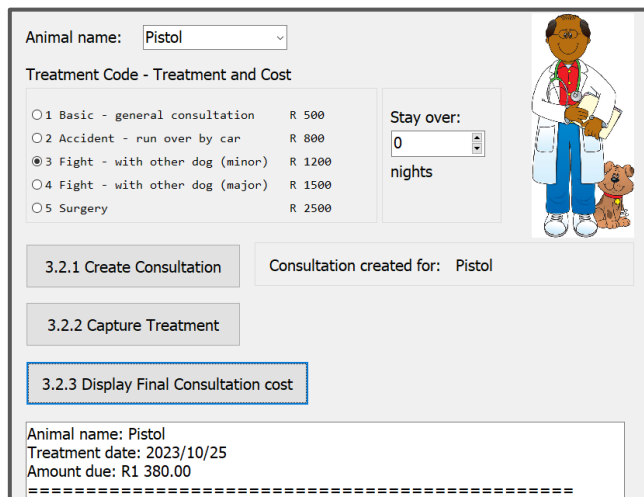 Animal name: Pistol
Treatment Code - Treatment and Cost
1 Basic - general consultation R 500
2 Accident - run over by car R 800
3 Fight - with other dog (minor) R 1200
4 Fight - with other dog (major) R 1500
5 Surgery R 2500
Stay over:
0
nights
3.2.1 Create Consultation
Consultation created for: Pistol
3.2.2 Capture Treatment
3.2.3 Display Final Consultation cost
Animal name: Pistol
Treatment date: 2023/10/25
Amount due: R1 380.00
===============================================